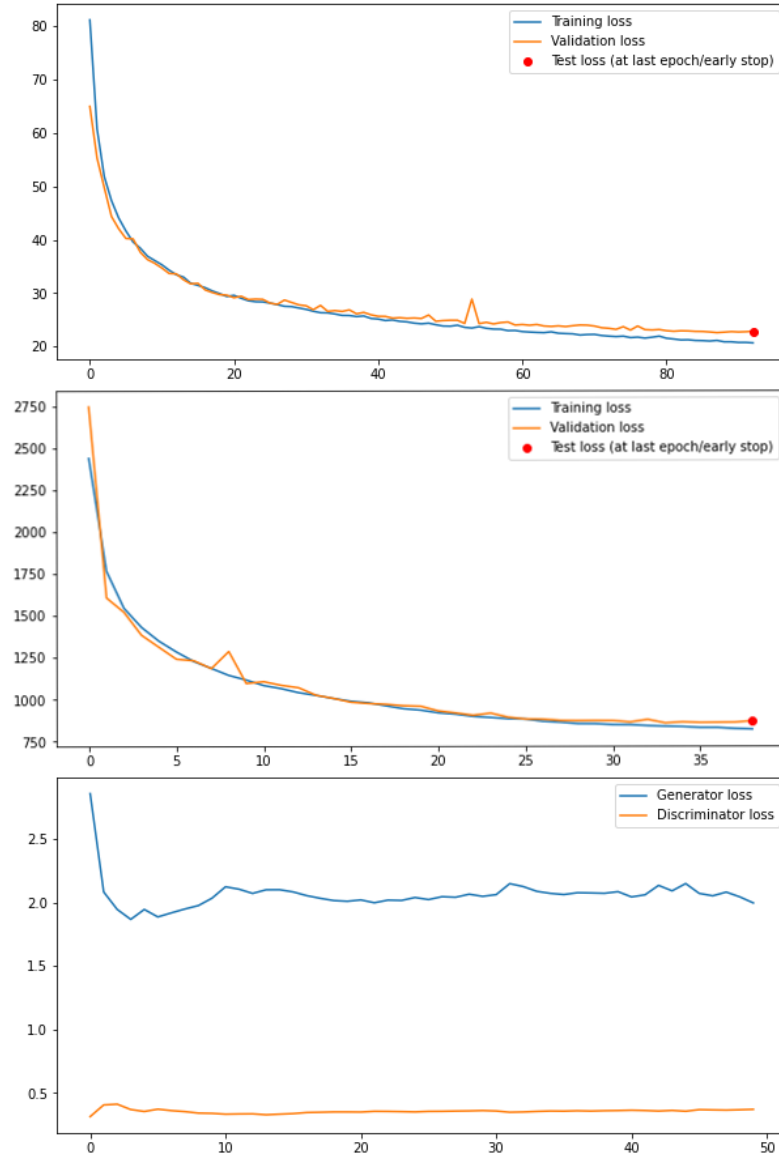 80
70
60
50
40
30
20
0 20 40 60 80
Training loss
Validation loss
Test loss (at last epoch/early stop)
2750
2500
2250
2000
1750
1500
1250
1000
750
0 5 10 15 20 25 30 35
Training loss
Validation loss
Test loss (at last epoch/early stop)
2.5
2.0
1.5
1.0
0.5
0 10 20 30 40 50
Generator loss
Discriminator loss